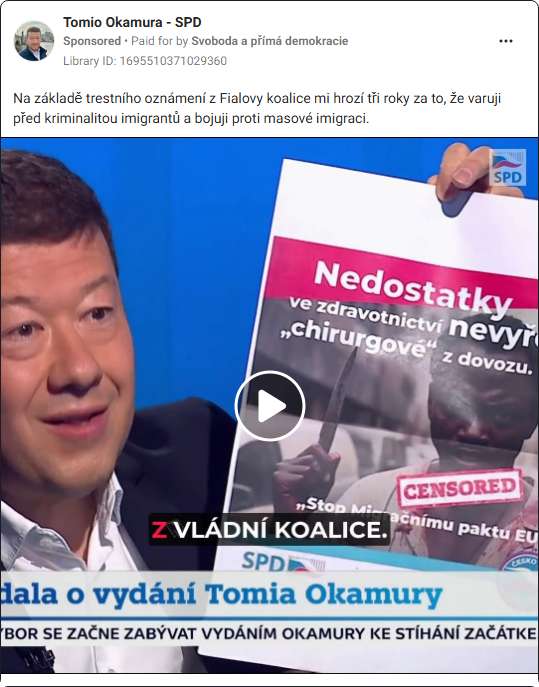 Tomio Okamura - SPD
Sponsored • Paid for by Svoboda a přímá demokracie
Library ID: 1695510371029360
Na základě trestního oznámení z Fialovy koalice mi hrozí tři roky za to, že varuji
před kriminalitou imigrantů a bojuji proti masové imigraci.
SPD
Nedostatky
ve zdravotnictví nevyř
„chirurgové“ z dovozu.
CENSORED
„Stop Migračnímu paktu EU
Z VLÁDNÍ KOALICE.
SPD
ČESKO
dala o vydání Tomia Okamury
ÝBOR SE ZAČNE ZABÝVAT VYDÁNÍM OKAMURY KE STÍHÁNÍ ZAČÁTKE